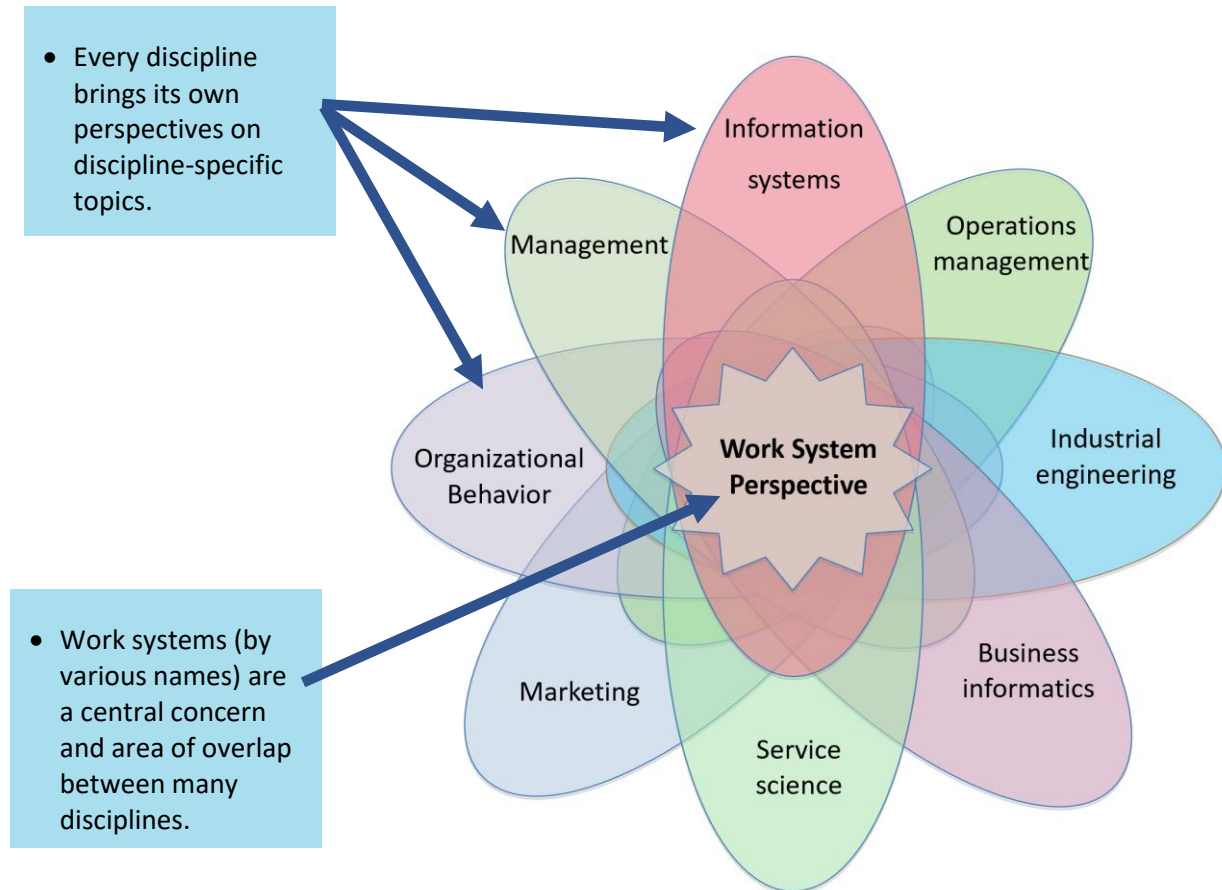 • Every discipline
brings its own
perspectives on
discipline-specific
topics.
Information
systems
Operations
management
Management
Industrial
engineering
Organizational
Behavior
Work System
Perspective
• Work systems (by
various names) are
a central concern
and area of overlap
between many
disciplines.
Marketing
Business
informatics
Service
science